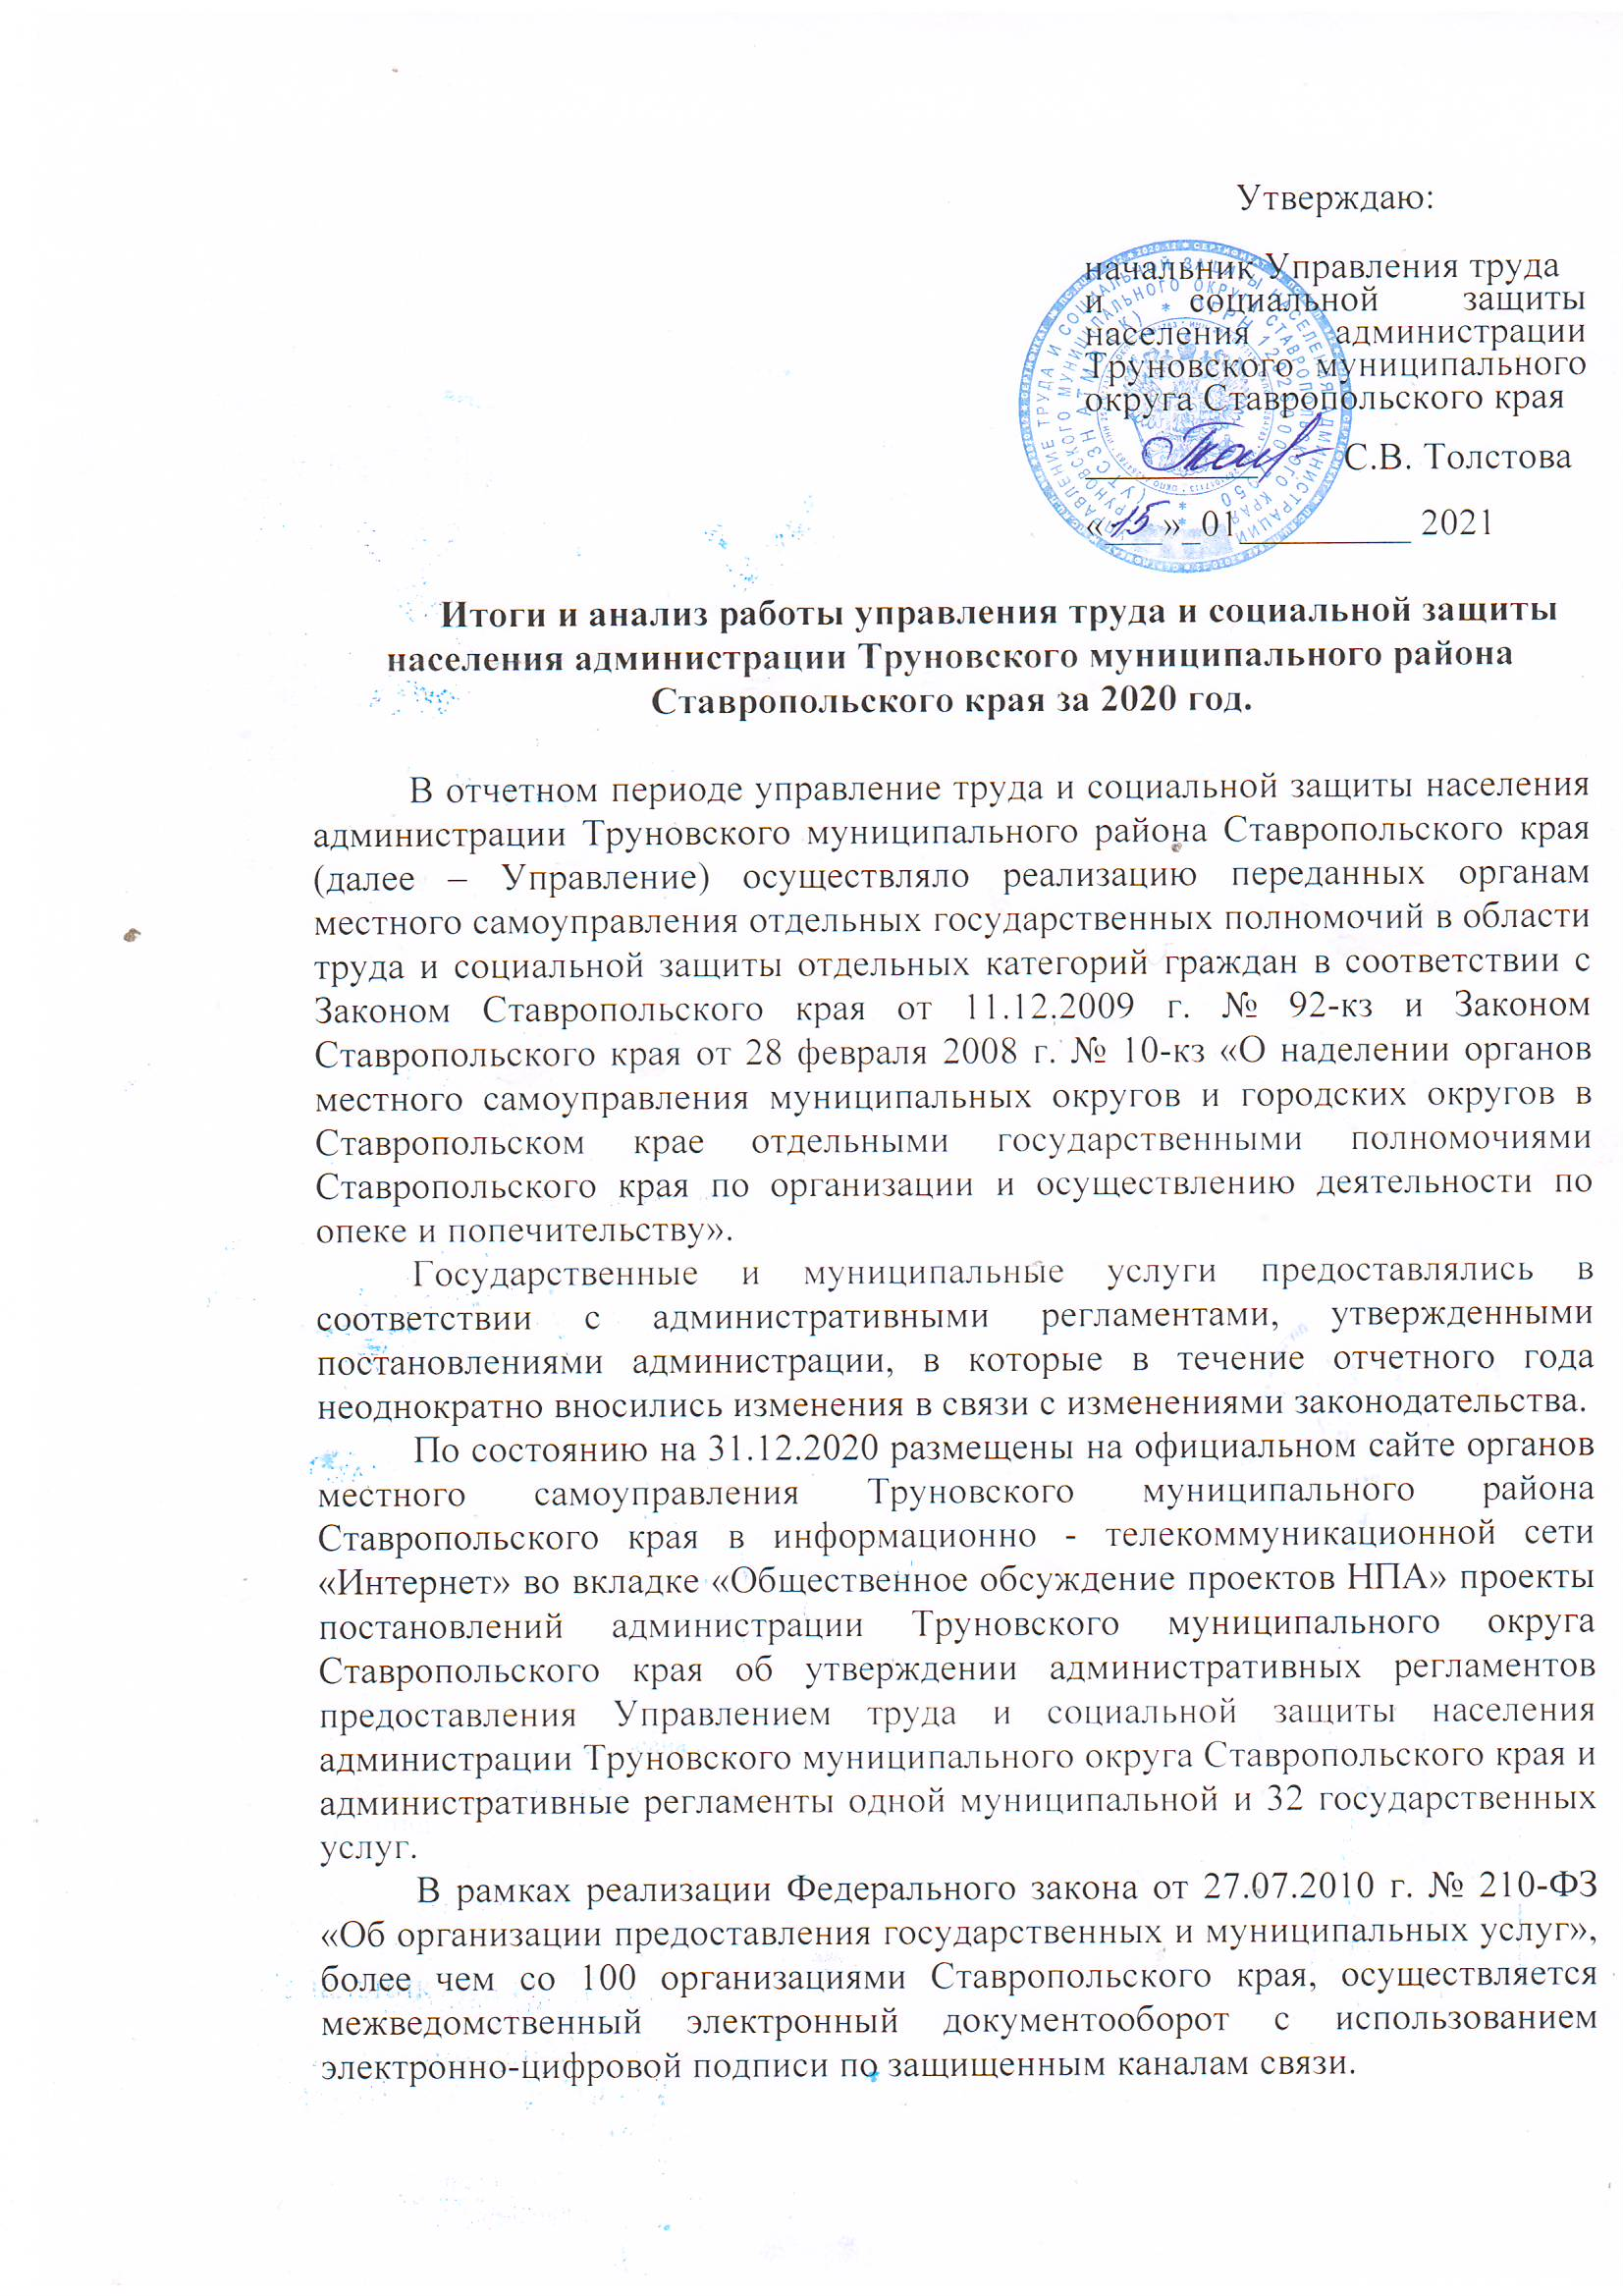 Утверждаю:
начальник Управления труда
и социальной защиты
населения администрации
Труновского муниципального
округа Ставропольского края
С.В. Толстова
«15» 01 2021
Итоги и анализ работы управления труда и социальной защиты
населения администрации Труновского муниципального района
Ставропольского края за 2020 год.
В отчетном периоде управление труда и социальной защиты населения
администрации Труновского муниципального района Ставропольского края
(далее – Управление) осуществляло реализацию переданных органам
местного самоуправления отдельных государственных полномочий в области
труда и социальной защиты отдельных категорий граждан в соответствии с
Законом Ставропольского края от 11.12.2009 г. № 92-кз и Законом
Ставропольского края от 28 февраля 2008 г. № 10-кз «О наделении органов
местного самоуправления муниципальных округов и городских округов в
Ставропольском крае отдельными государственными полномочиями
Ставропольского края по организации и осуществлению деятельности по
опеке и попечительству».
Государственные и муниципальные услуги предоставлялись в
соответствии с административными регламентами, утвержденными
постановлениями администрации, в которые в течение отчетного года
неоднократно вносились изменения в связи с изменениями законодательства.
По состоянию на 31.12.2020 размещены на официальном сайте органов
местного самоуправления Труновского муниципального района
Ставропольского края в информационно - телекоммуникационной сети
«Интернет» во вкладке «Общественное обсуждение проектов НПА» проекты
постановлений администрации Труновского муниципального округа
Ставропольского края об утверждении административных регламентов
предоставления Управлением труда и социальной защиты населения
администрации Труновского муниципального округа Ставропольского края и
административные регламенты одной муниципальной и 32 государственных
услуг.
В рамках реализации Федерального закона от 27.07.2010 г. № 210-ФЗ
«Об организации предоставления государственных и муниципальных услуг»,
более чем со 100 организациями Ставропольского края, осуществляется
межведомственный электронный документооборот с использованием
электронно-цифровой подписи по защищенным каналам связи.